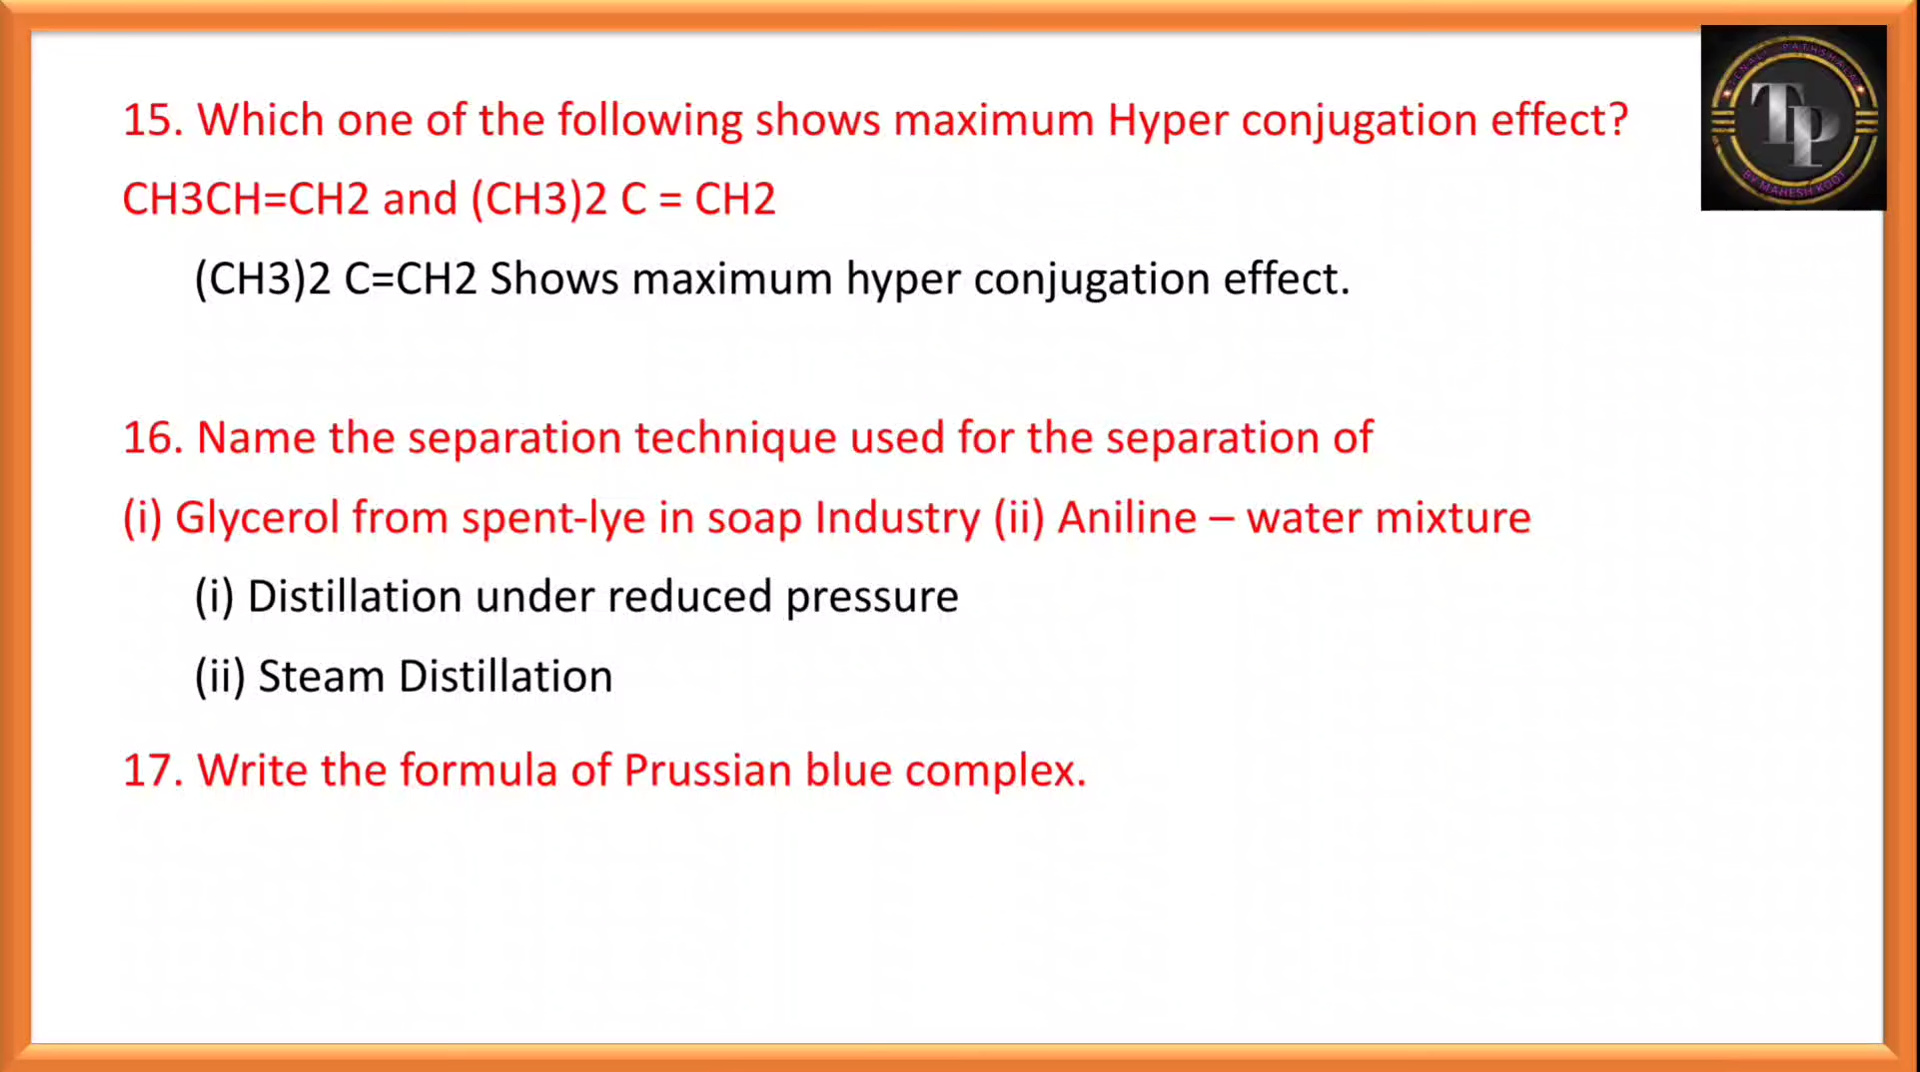 15. Which one of the following shows maximum Hyper conjugation effect?
CH3CH=CH2 and (CH3)2 C = CH2
(CH3)2 C=CH2 Shows maximum hyper conjugation effect.
16. Name the separation technique used for the separation of
(i) Glycerol from spent-lye in soap Industry (ii) Aniline – water mixture
(i) Distillation under reduced pressure
(ii) Steam Distillation
17. Write the formula of Prussian blue complex.
TP